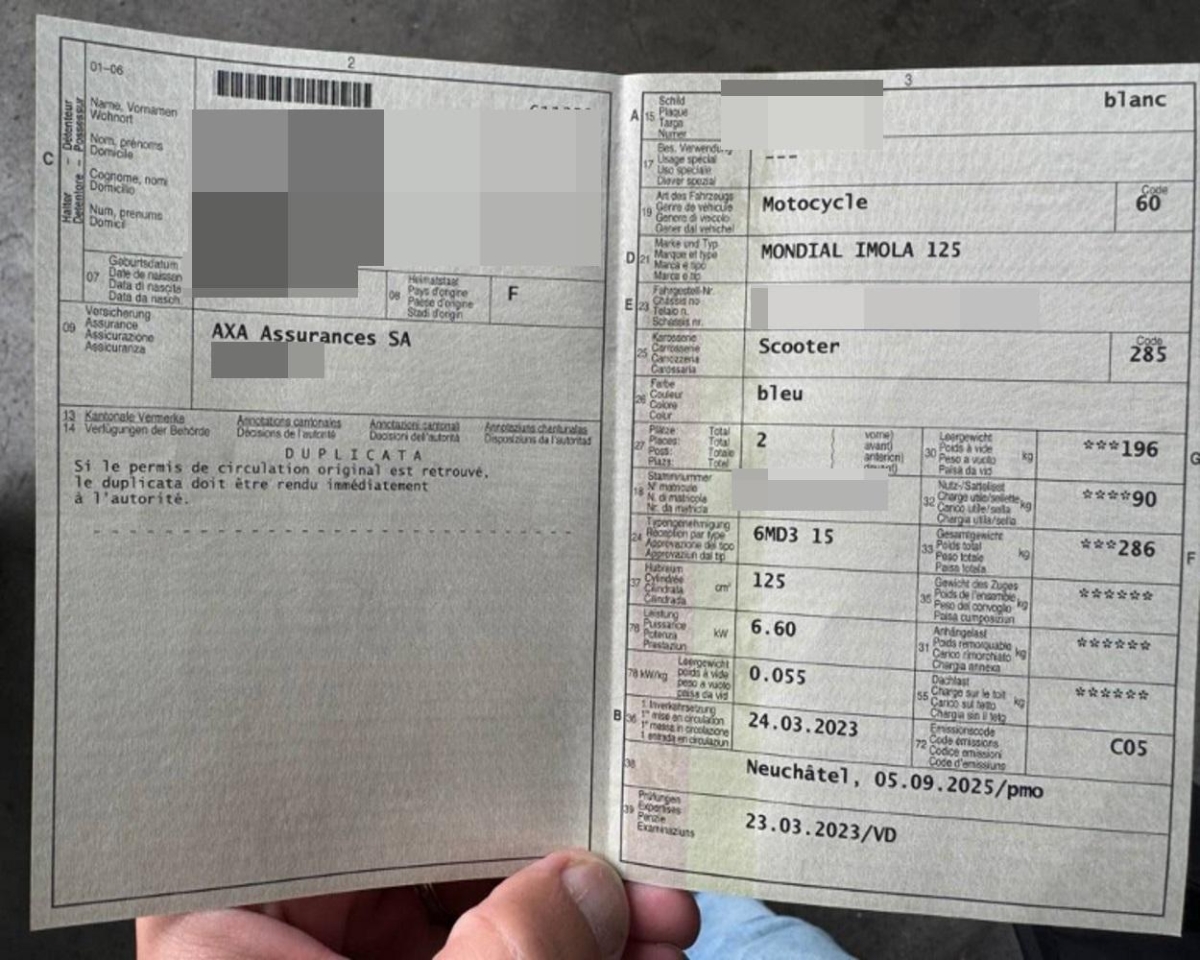 2
01–06
C
Halter – Détenteur
Detentore – Possessur
Name, Vornamen
Wohnort
Nom, prénoms
Domicile
Cognome, nomi
Domicilio
Num, prenums
Domicil
07
Geburtsdatum
Date de naissan
Data di nascita
Data da nasch.
08
Heimatstaat
Pays d'origine
Paese d'origine
Stadi d'origin
F
09
Versicherung
Assurance
Assicurazione
Assicuranza
AXA Assurances SA
13 Kantonale Vermerke Annotations cantonales Annotazioni cantonali Annotaziuns chantunalas
14 Verfügungen der Behörde Décisions de l'autorité Decisioni dell'autorità Disposiziuns da l'autoritad
DUPLICATA
Si le permis de circulation original est retrouvé,
le duplicata doit être rendu immédiatement
à l'autorité.
3
A 15
Schild
Plaque
Targa
Numer
blanc
17
Bes. Verwendu
Usage spécial
Uso speciale
Diever spezial
---
19
Art des Fahrzeugs
Genre de véhicule
Genere di veicolo
Gener dal vehichel
Motocycle
Code
60
D 21
Marke und Typ
Marque et type
Marca e tipo
Marca e tip
MONDIAL IMOLA 125
E 23
Fahrgestell-Nr.
Châssis no
Telaio n.
Schassis nr.
25
Karosserie
Carrosserie
Carrozzeria
Carossaria
Scooter
Code
285
26
Farbe
Couleur
Colore
Colur
bleu
27
Plätze Total
Places: Total
Posti: Totale
Plazs: Total
2
vorne)
avant)
anteriori)
davant)
30
Leergewicht
Poids à vide
Peso a vuoto
Paisa da vid
kg
***196
G
18
Stammnummer
N° matricule
N. di matricola
Nr. da matricla
32
Nutz-/Sattellast
Charge utile/sellette
Carico utile/sella
Chargia utila/sella
kg
****90
24
Typengenehmigung
Réception par type
Approvazione del tipo
Approvaziun dal tip
6MD3 15
33
Gesamtgewicht
Poids total
Peso totale
Paisa totala
kg
***286
F
37
Hubraum
Cylindrée
Cilindrata
Cilindrada
cm³
125
35
Gewicht des Zuges
Poids de l'ensemble
Peso del convoglio
Paisa cumposiziun
kg
******
76
Leistung
Puissance
Potenza
Prestaziun
kW
6.60
31
Anhängelast
Poids remorquable
Carico rimorchiato
Chargia annexa
kg
******
78 kW/kg
Leergewicht
poids à vide
peso a vuoto
paisa da vid
0.055
55
Dachlast
Charge sur le toit
Carico sul tetto
Chargia sin il tetg
kg
******
B 36
1. Inverkehrsetzung
1re mise en circulation
1a messa in circolazione
1. entrada en circulaziun
24.03.2023
72
Emissionscode
Code émissions
Codice emissioni
Code d'emissiuns
C05
38
Neuchâtel, 05.09.2025/pmo
39
Prüfungen
Expertises
Perizie
Examinaziuns
23.03.2023/VD